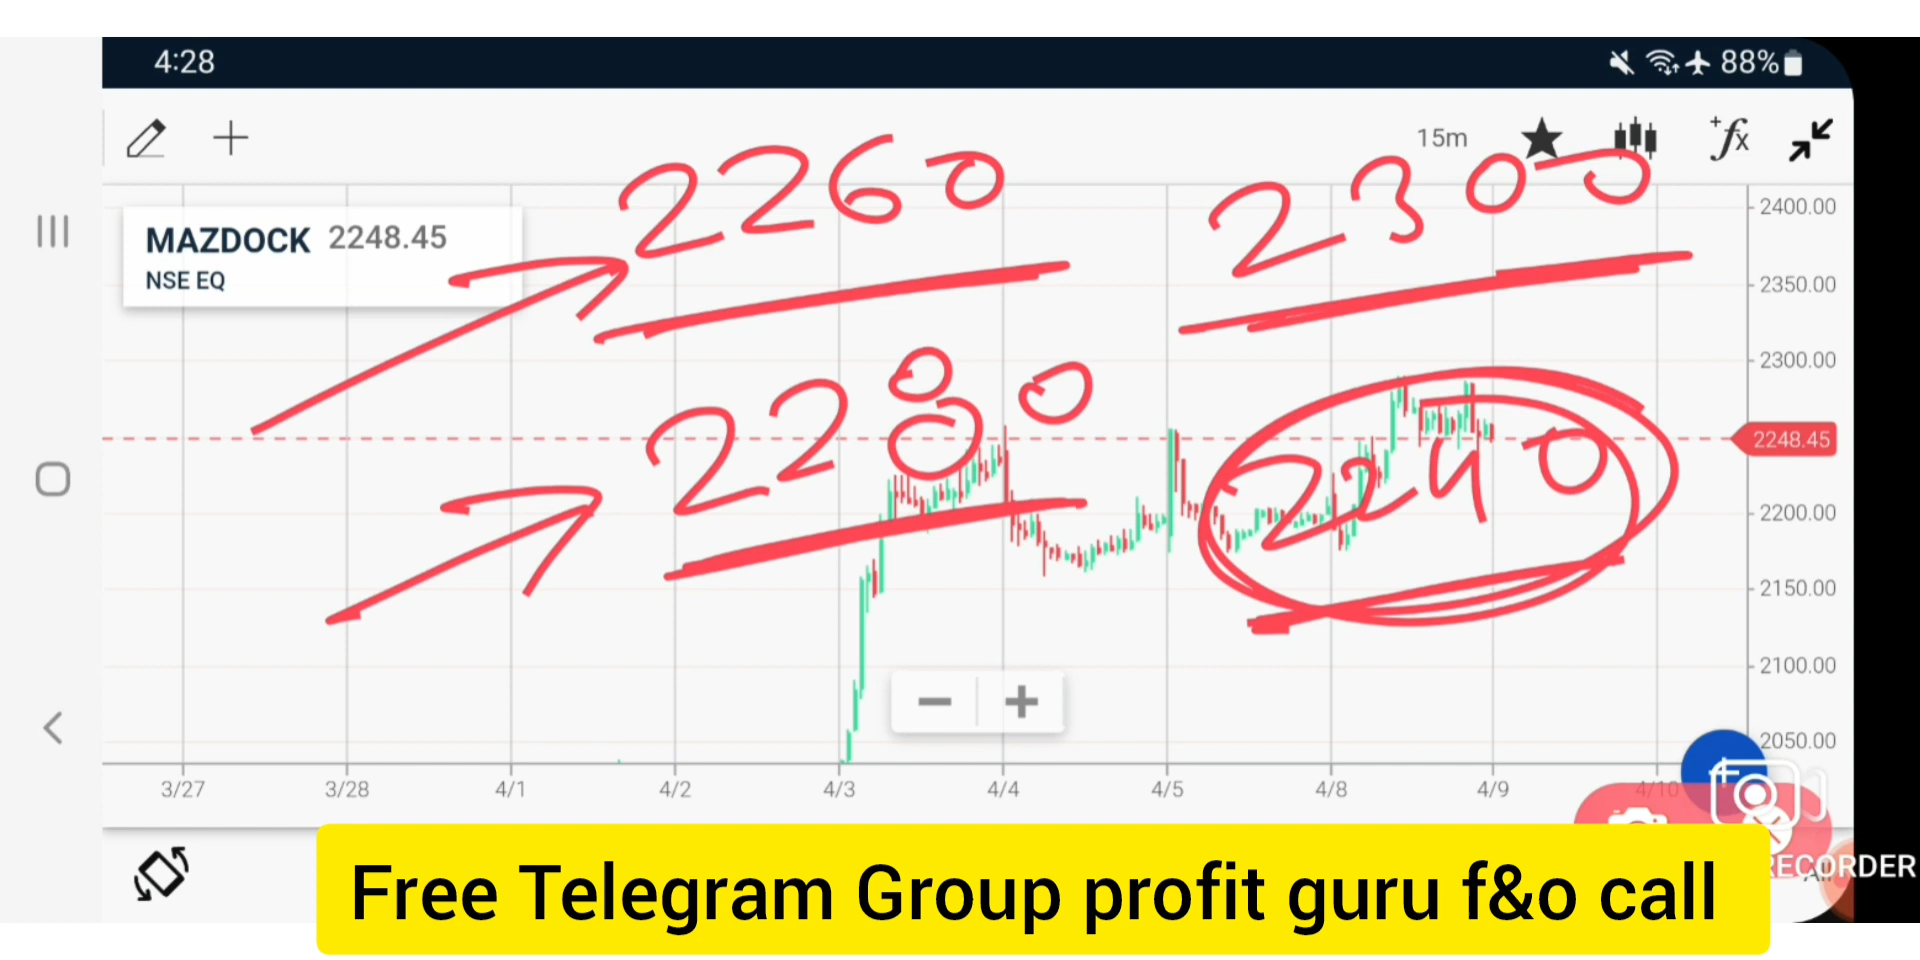 4:28 88%
15m
2260 2300
MAZDOCK 2248.45
NSE EQ
2400.00
2350.00
2300.00
2280
2248.45
2240
2200.00
2150.00
2100.00
2050.00
3/27 3/28 4/1 4/2 4/3 4/4 4/5 4/8 4/9 4/10
RECORDER
Free Telegram Group profit guru f&o call